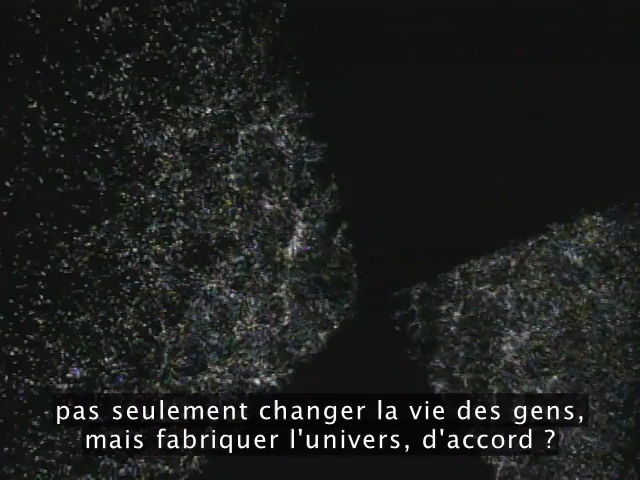 pas seulement changer la vie des gens,
mais fabriquer l'univers, d'accord ?